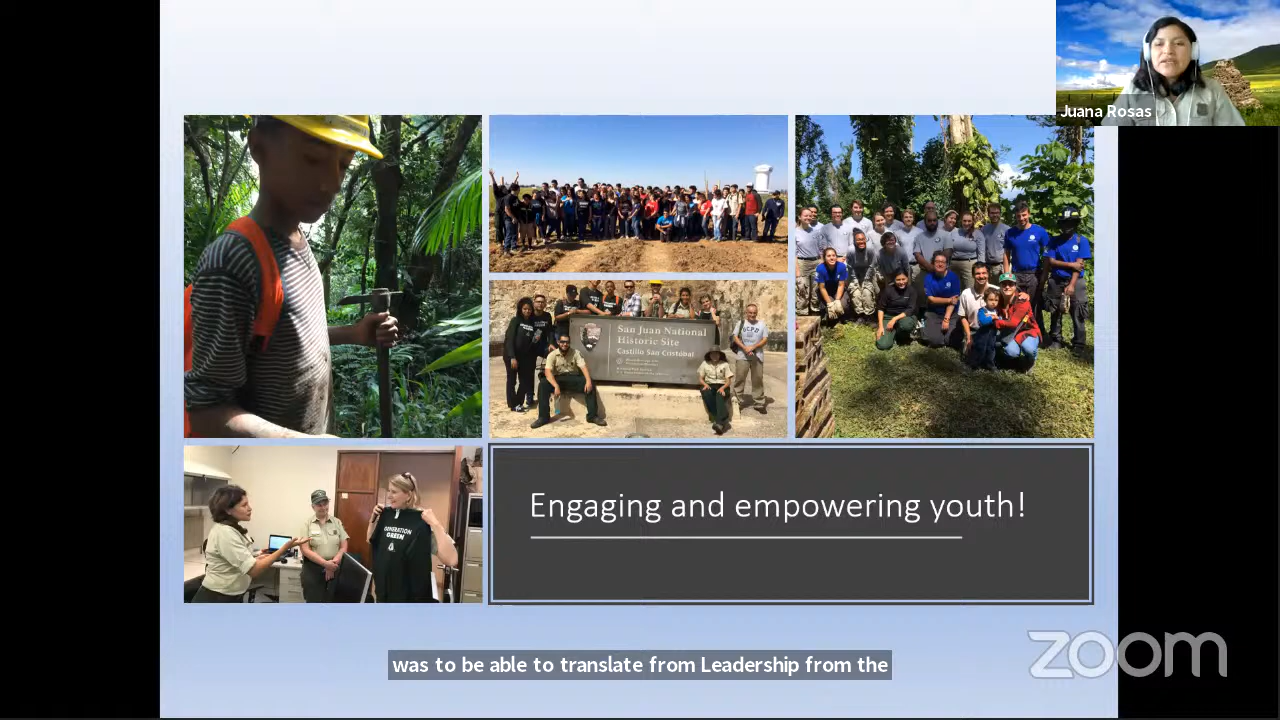 Juana Rosas
San Juan National
Historic Site
Castillo San Cristobal
GENERATION
GREEN
Engaging and empowering youth!
was to be able to translate from Leadership from the
zoom